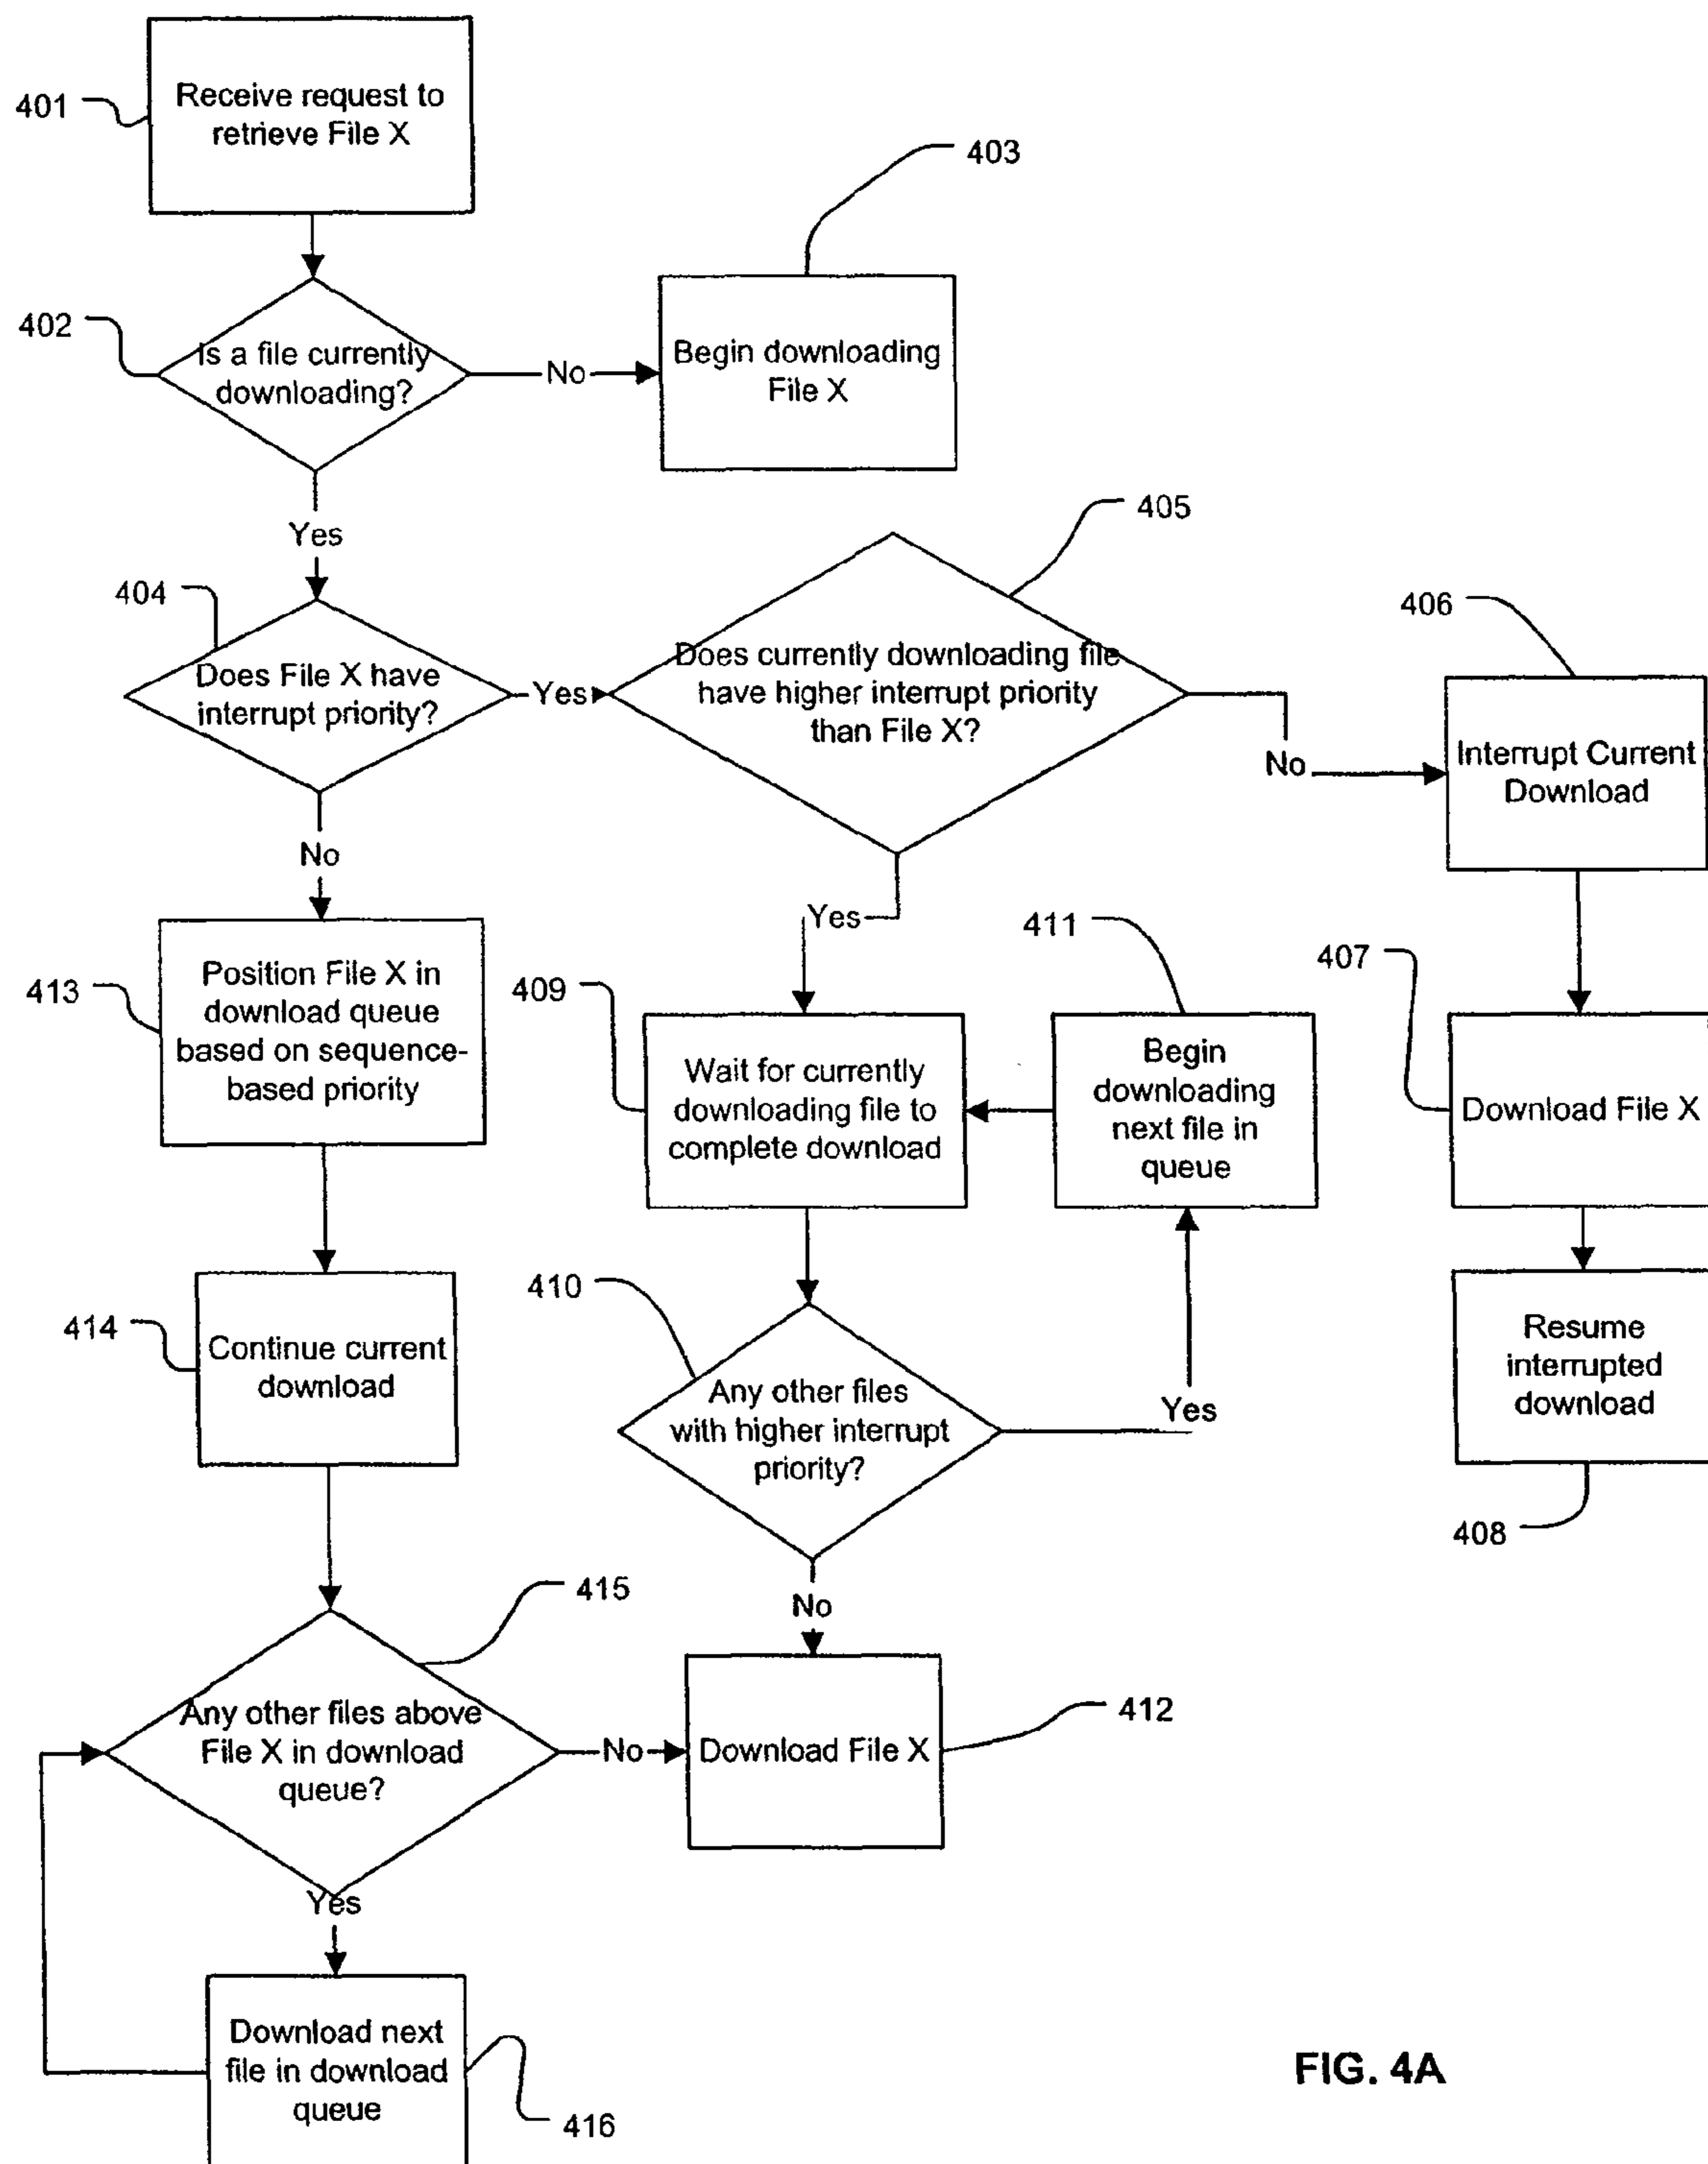 401
Receive request to
retrieve File X
403
402
Is a file currently
downloading?
No
Begin downloading
File X
Yes
405
404
Does File X have
interrupt priority?
Yes
Does currently downloading file
have higher interrupt priority
than File X?
406
No
Interrupt Current
Download
No
Yes
413
Position File X in
download queue
based on sequence-
based priority
409
Wait for currently
downloading file to
complete download
411
Begin
downloading
next file in
queue
407
Download File X
414
Continue current
download
410
Any other files
with higher interrupt
priority?
Yes
Resume
interrupted
download
408
No
415
Any other files above
File X in download
queue?
No
Download File X
412
Yes
Download next
file in download
queue
416
FIG. 4A